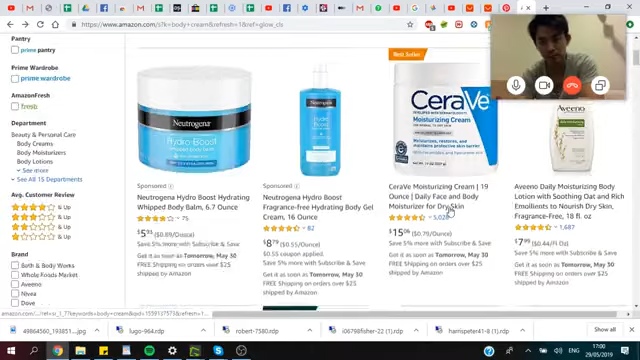 https://www.amazon.com/s?k=body+cream&refresh=1&ref=glow_cls
Pantry
prime pantry
Prime Wardrobe
prime wardrobe
AmazonFresh
fresh
Department
Beauty & Personal Care
Body Creams
Body Moisturizers
Body Lotions
See more
See All 15 Departments
Avg. Customer Review
& Up
& Up
& Up
& Up
Brand
Bath & Body Works
Whole Foods Market
Aveeno
Nivea
Dove
Neutrogena
Hydro Boost
Sponsored
Neutrogena Hydro Boost Hydrating
Whipped Body Balm, 6.7 Ounce
75
$5 ($0.89/Ounce)
Save 5% more with Subscribe & Save
Get it as soon as Tomorrow, May 30
FREE Shipping on orders over $25
shipped by Amazon
Neutrogena
Sponsored
Neutrogena Hydro Boost
Fragrance-Free Hydrating Body Gel
Cream, 16 Ounce
82
$8 79 ($0.55/Ounce)
$0.55 coupon applied.
Save 5% more with Subscribe & Save
Get it as soon as Tomorrow, May 30
FREE Shipping on orders over $25
shipped by Amazon
Best Seller
CeraVe
Moisturizing Cream
CeraVe Moisturizing Cream | 19
Ounce | Daily Face and Body
Moisturizer for Dry Skin
5,028
$15 ($0.79/Ounce)
Save 5% more with Subscribe & Save
Get it as soon as Tomorrow, May 30
FREE Shipping on orders over $25
shipped by Amazon
Aveeno
Aveeno Daily Moisturizing Body
Lotion with Soothing Oat and Rich
Emollients to Nourish Dry Skin,
Fragrance-Free, 18 fl. oz
1,687
$7 99 ($0.44/Fl Oz)
Save 5% more with Subscribe & Save
Get it as soon as Tomorrow, May 30
FREE Shipping on orders over $25
shipped by Amazon
lugo-964.rdp
robert-7580.rdp
i06798fisher-22 (1).rdp
harrispeter41-8 (1).rdp
Show all
ENG
17:00
29/05/2019